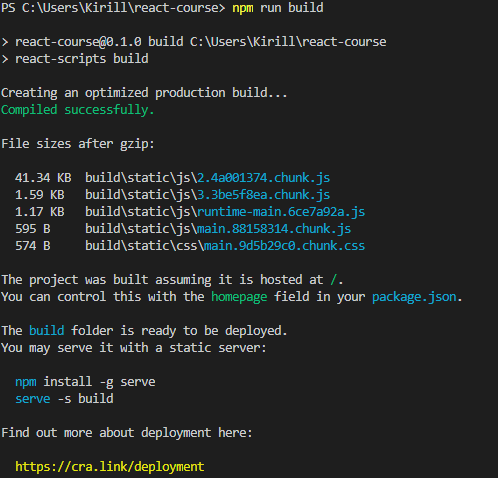 PS C:\Users\Kirill\react-course> npm run build
> react-course@0.1.0 build C:\Users\Kirill\react-course
> react-scripts build
Creating an optimized production build...
Compiled successfully.
File sizes after gzip:
41.34 KB  build\static\js\2.4a001374.chunk.js
1.59 KB   build\static\js\3.3be5f8ea.chunk.js
1.17 KB   build\static\js\runtime-main.6ce7a92a.js
595 B     build\static\js\main.88158314.chunk.js
574 B     build\static\css\main.9d5b29c0.chunk.css
The project was built assuming it is hosted at /.
You can control this with the homepage field in your package.json.
The build folder is ready to be deployed.
You may serve it with a static server:
npm install -g serve
serve -s build
Find out more about deployment here:
https://cra.link/deployment